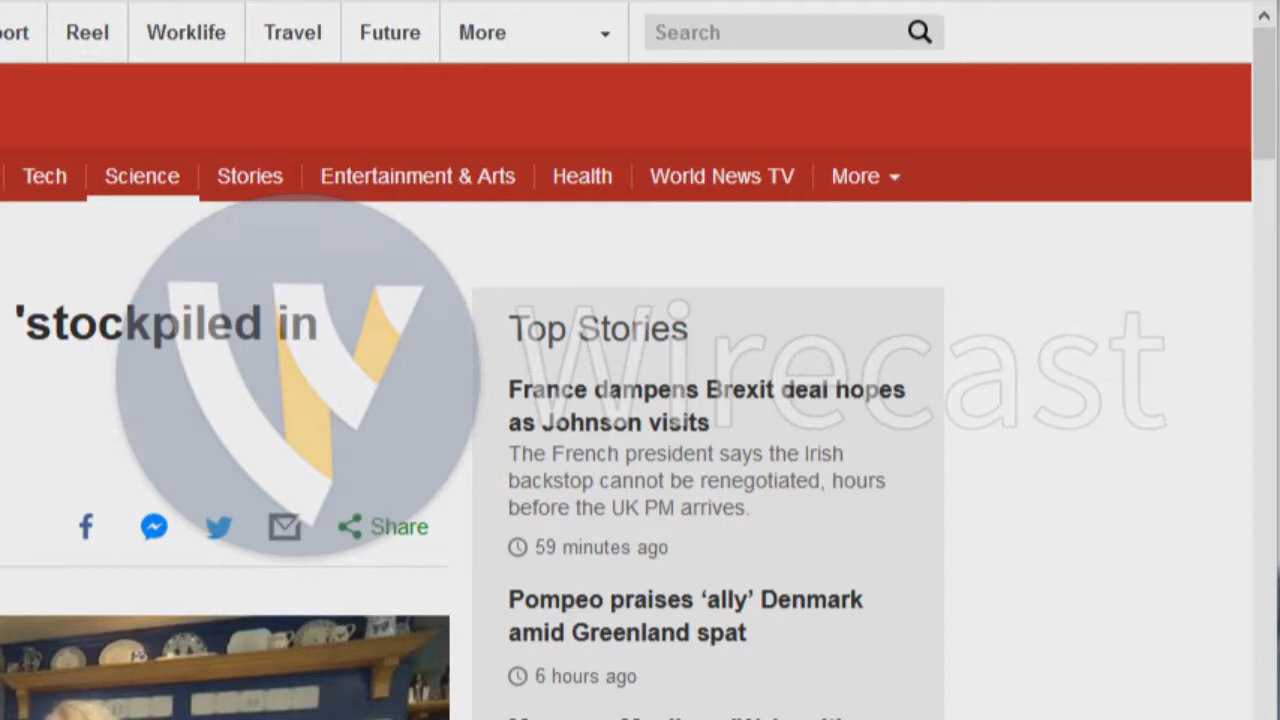 Reel Worklife Travel Future More Search
Tech Science Stories Entertainment & Arts Health World News TV More
'stockpiled in
Wirecast
Top Stories
France dampens Brexit deal hopes
as Johnson visits
The French president says the Irish
backstop cannot be renegotiated, hours
before the UK PM arrives.
59 minutes ago
Share
Pompeo praises ‘ally’ Denmark
amid Greenland spat
6 hours ago